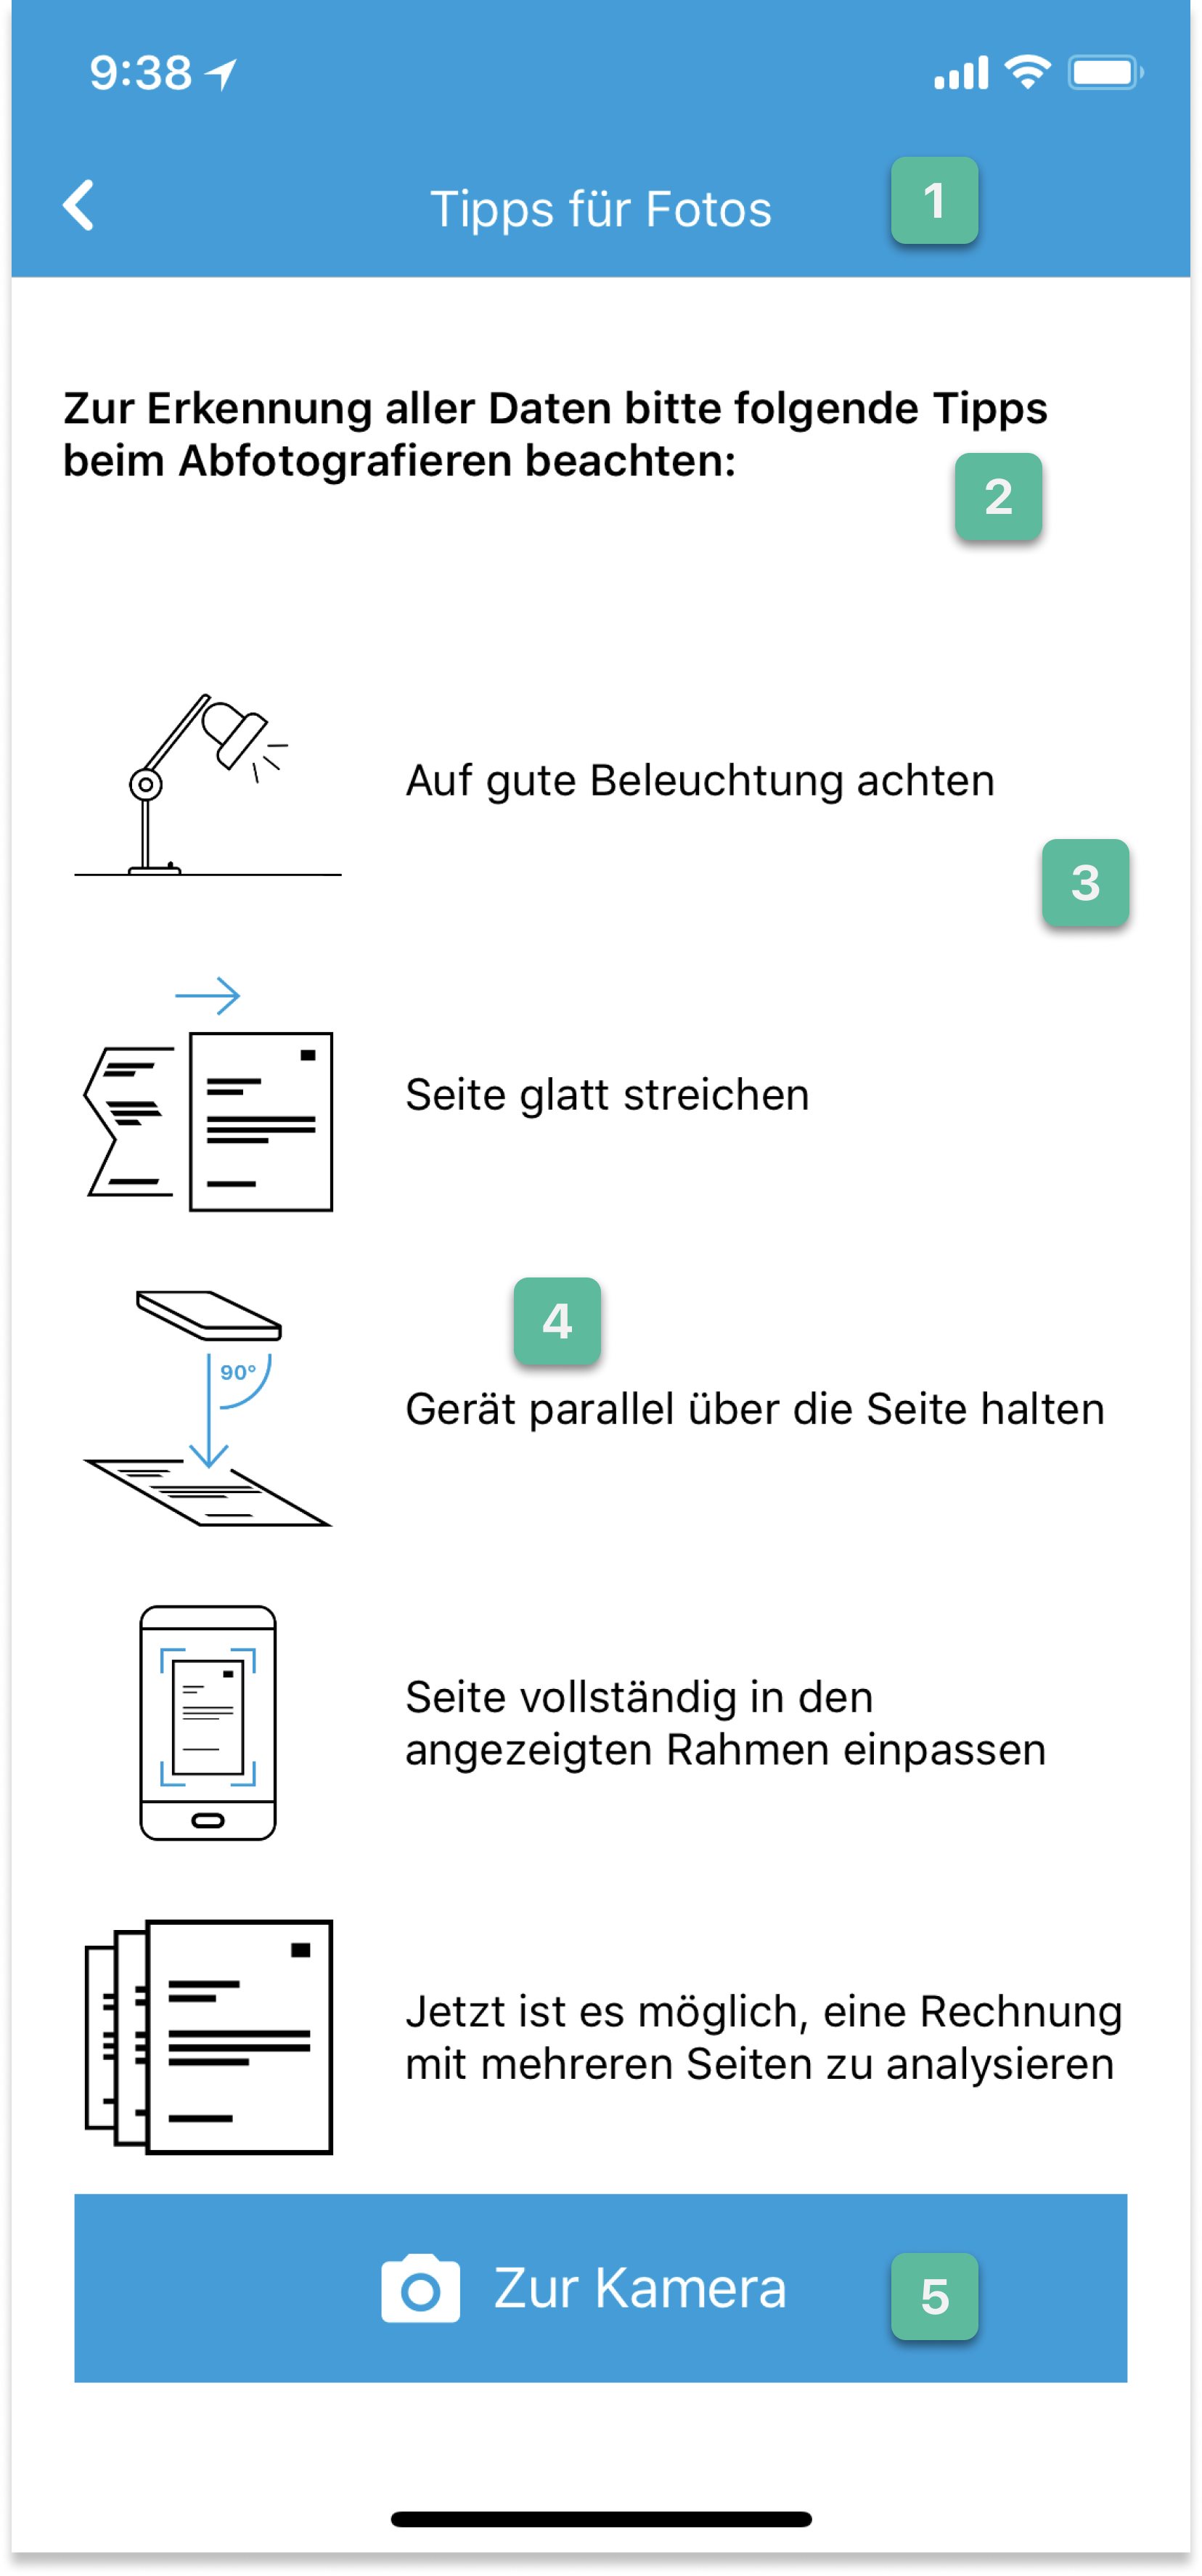 9:38
Tipps für Fotos
1
Zur Erkennung aller Daten bitte folgende Tipps
beim Abfotografieren beachten:
2
Auf gute Beleuchtung achten
3
Seite glatt streichen
4
90°
Gerät parallel über die Seite halten
Seite vollständig in den
angezeigten Rahmen einpassen
Jetzt ist es möglich, eine Rechnung
mit mehreren Seiten zu analysieren
Zur Kamera
5